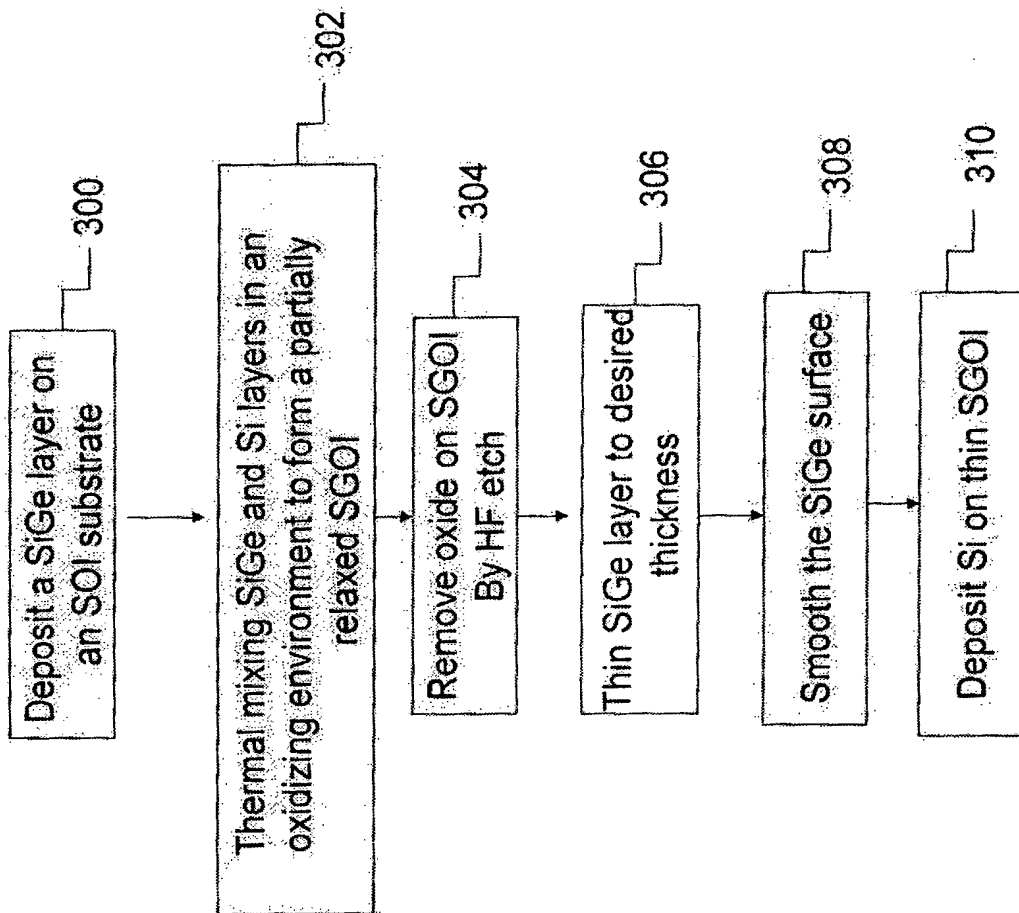 Deposit a SiGe layer on
an SOI substrate
300
Thermal mixing SiGe and Si layers in an
oxidizing environment to form a partially
relaxed SGOI
302
Remove oxide on SGOI
By HF etch
304
Thin SiGe layer to desired
thickness
306
Smooth the SiGe surface
308
Deposit Si on thin SGOI
310